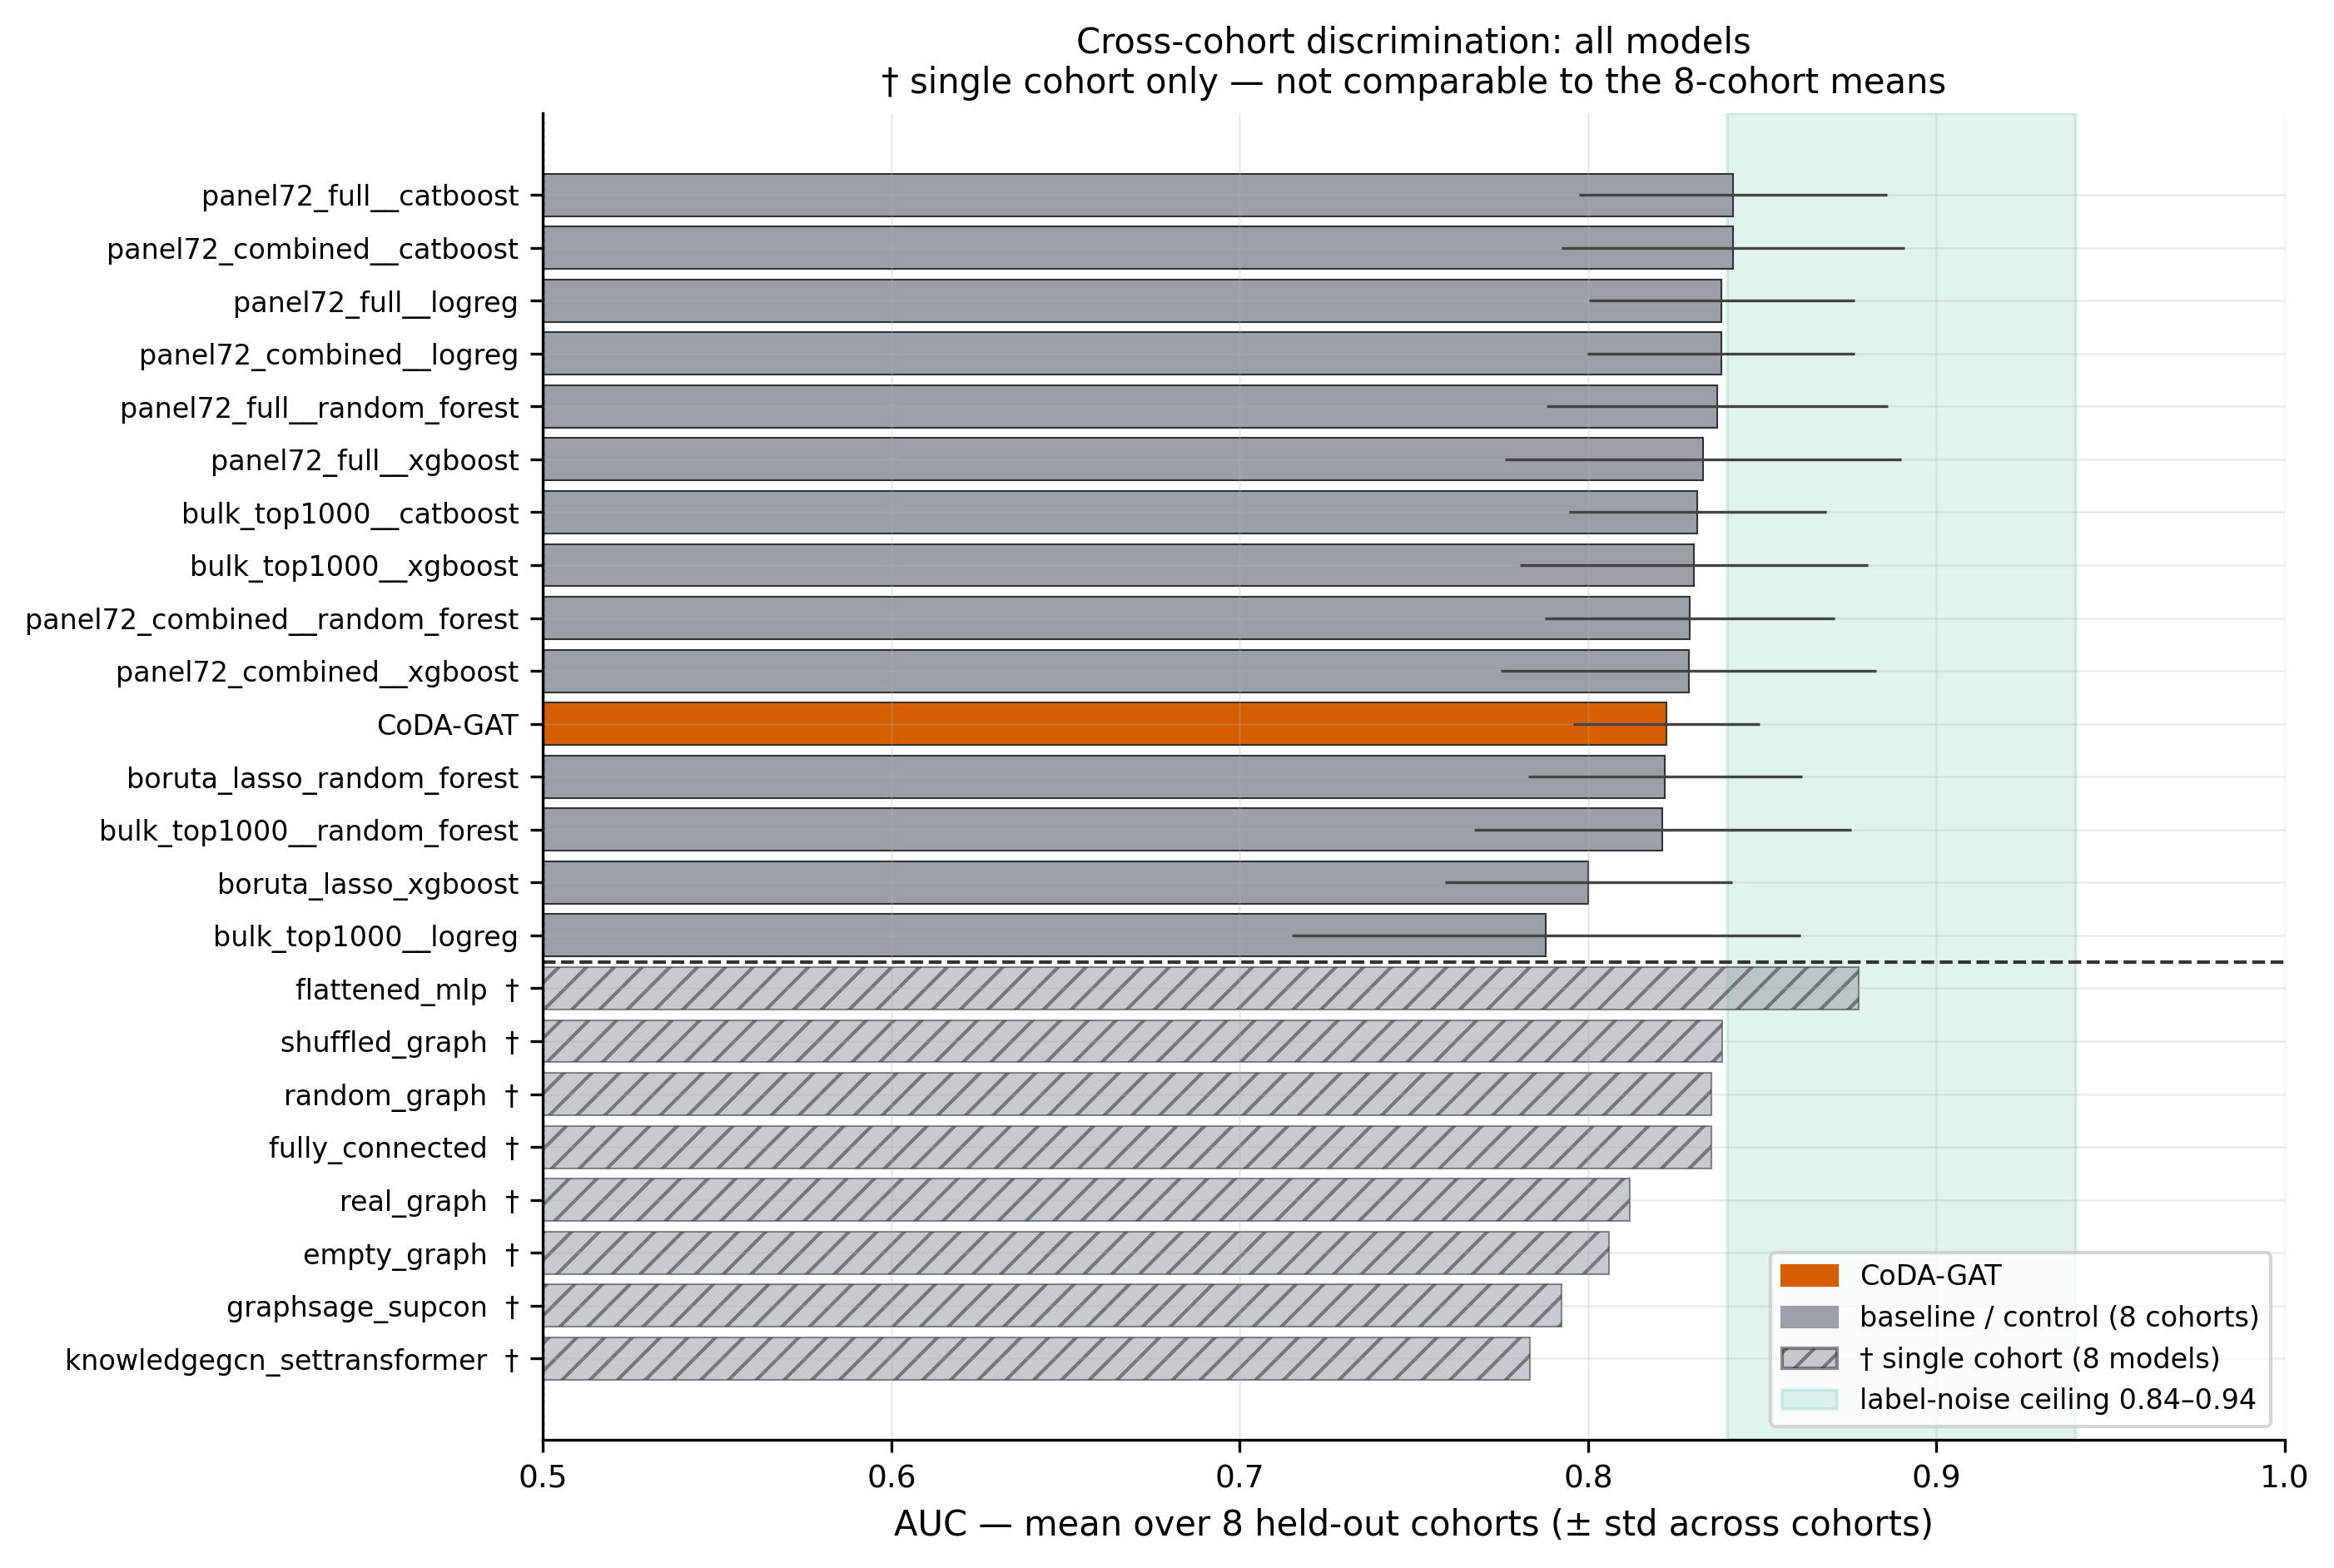 Cross-cohort discrimination: all models
† single cohort only — not comparable to the 8-cohort means
panel72_full__catboost
panel72_combined__catboost
panel72_full__logreg
panel72_combined__logreg
panel72_full__random_forest
panel72_full__xgboost
bulk_top1000__catboost
bulk_top1000__xgboost
panel72_combined__random_forest
panel72_combined__xgboost
CoDA-GAT
boruta_lasso_random_forest
bulk_top1000__random_forest
boruta_lasso_xgboost
bulk_top1000__logreg
flattened_mlp †
shuffled_graph †
random_graph †
fully_connected †
real_graph †
empty_graph †
graphsage_supcon †
knowledgegcn_settransformer †
CoDA-GAT
baseline / control (8 cohorts)
† single cohort (8 models)
label-noise ceiling 0.84–0.94
0.5 0.6 0.7 0.8 0.9 1.0
AUC — mean over 8 held-out cohorts (± std across cohorts)